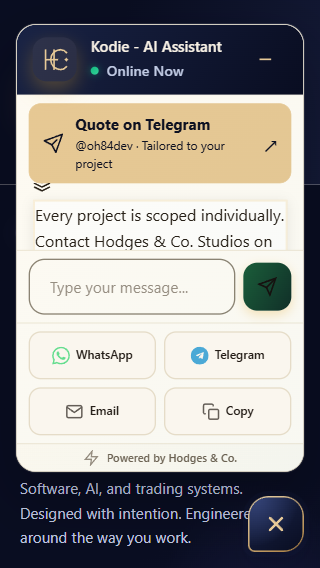 Kodie - AI Assistant
Online Now
Quote on Telegram
@oh84dev · Tailored to your
project
Every project is scoped individually.
Contact Hodges & Co. Studios on
Type your message...
WhatsApp
Telegram
Email
Copy
Powered by Hodges & Co.
Software, AI, and trading systems.
Designed with intention. Engineere
around the way you work.